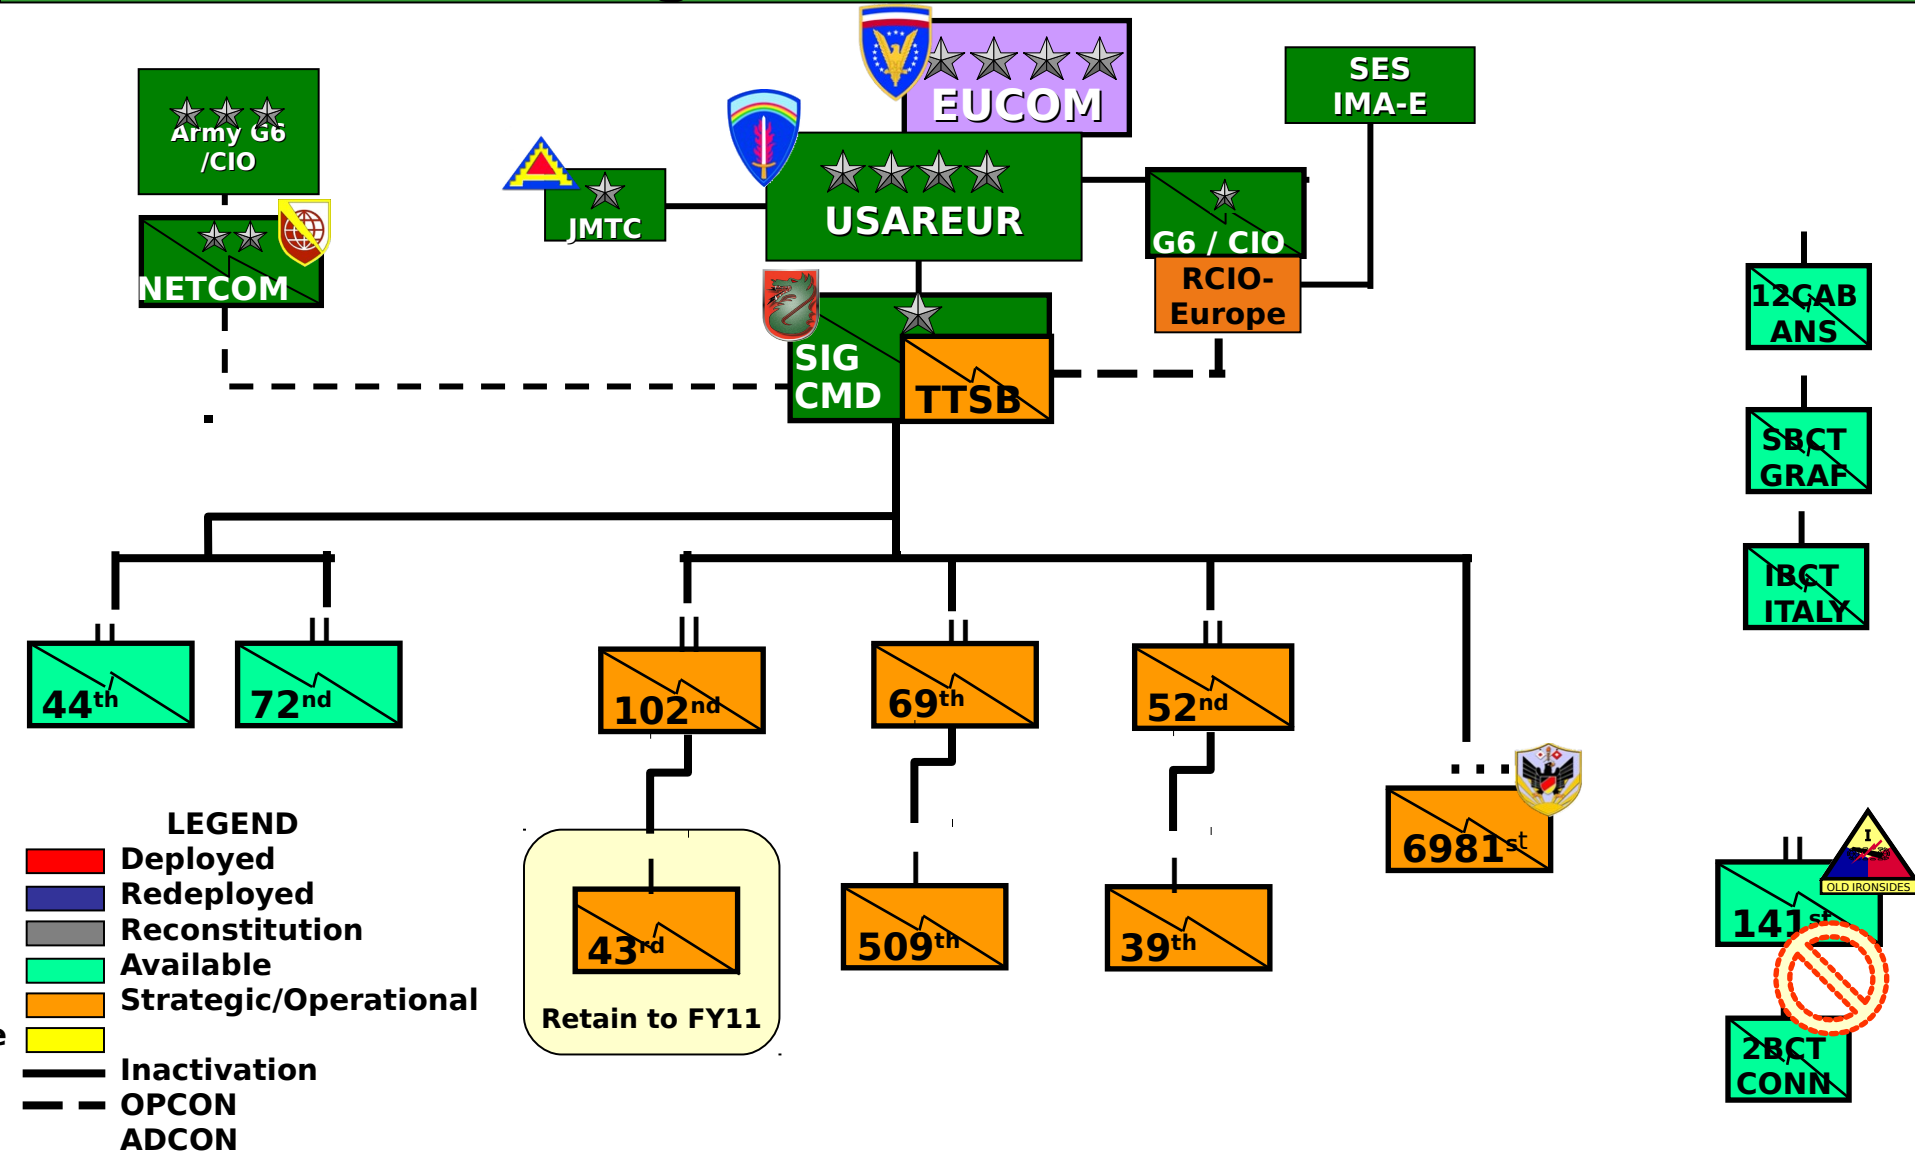 EUCOM
SES
IMA-E
Army G6
/CIO
USAREUR
JMTC
G6 / CIO
NETCOM
RCIO-
Europe
SIG
CMD
TTSB
12CAB
ANS
SBCT
GRAF
IBCT
ITALY
44th
72nd
102nd
69th
52nd
6981st
43rd
Retain to FY11
509th
39th
I
OLD IRONSIDES
141st
2BCT
CONN
LEGEND
Deployed
Redeployed
Reconstitution
Available
Strategic/Operational
e
Inactivation
OPCON
ADCON